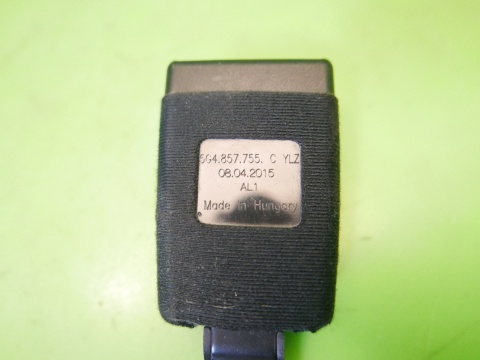 5G4.857.755. C YLZ
08.04.2015
AL1
Made in Hungary